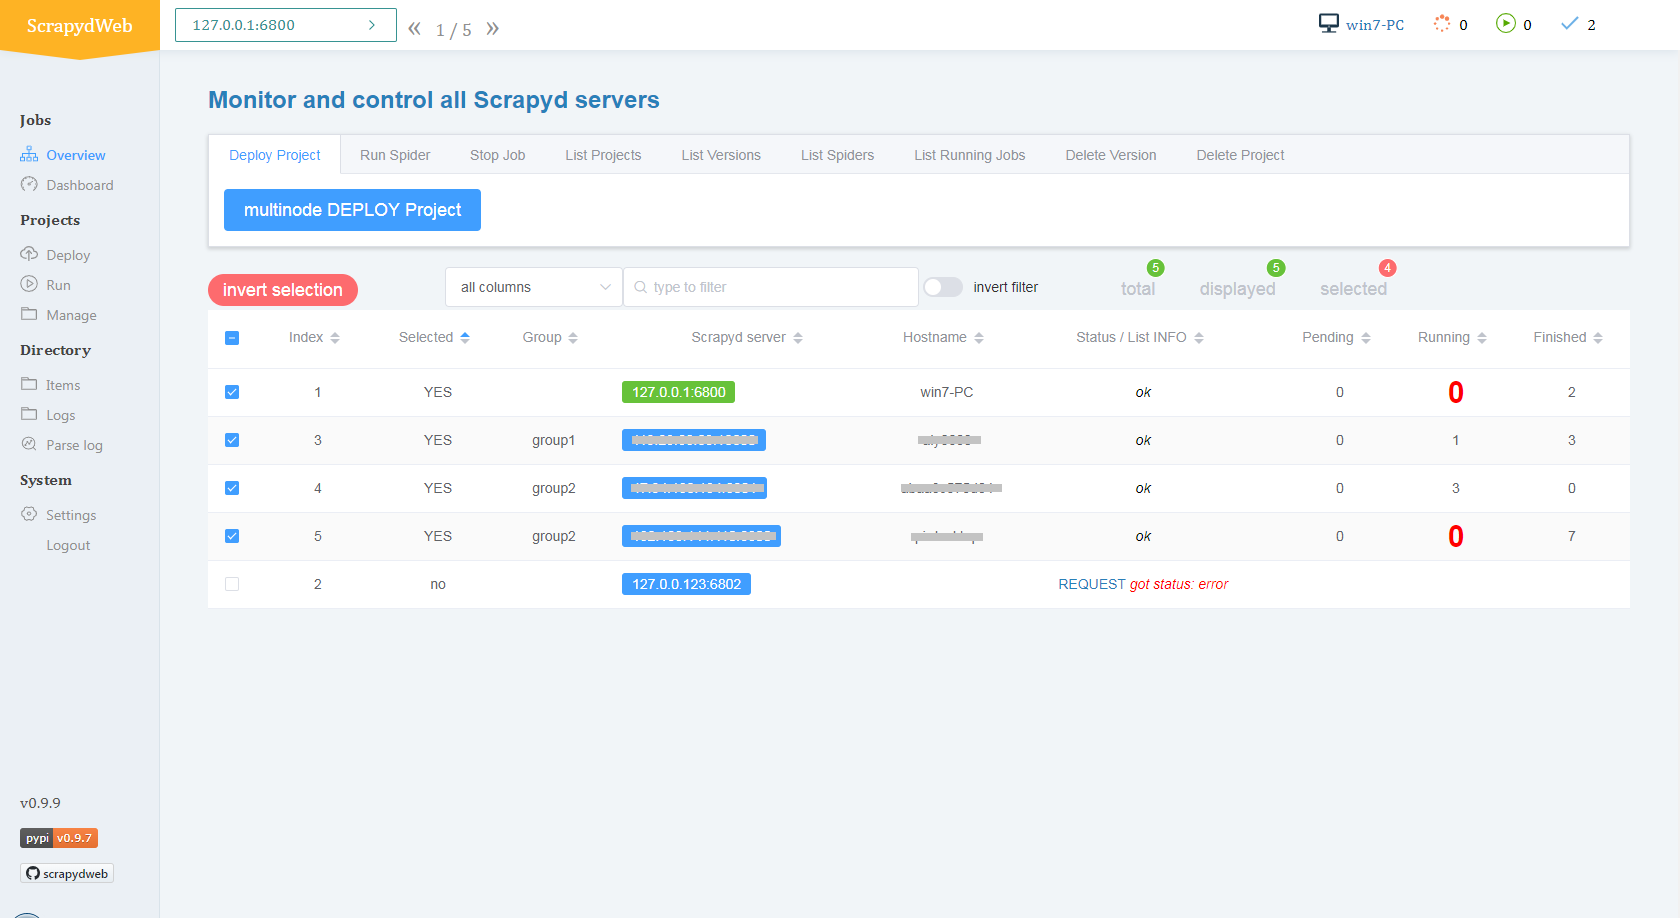 ScrapydWeb
127.0.0.1:6800
« 1 / 5 »
win7-PC 0 0 2
Jobs
Overview
Dashboard
Projects
Deploy
Run
Manage
Directory
Items
Logs
Parse log
System
Settings
Logout
v0.9.9
pypi v0.9.7
scrapydweb
Monitor and control all Scrapyd servers
Deploy Project Run Spider Stop Job List Projects List Versions List Spiders List Running Jobs Delete Version Delete Project
multinode DEPLOY Project
invert selection all columns type to filter invert filter total 5 displayed 5 selected 4
Index Selected Group Scrapyd server Hostname Status / List INFO Pending Running Finished
1 YES 127.0.0.1:6800 win7-PC ok 0 0 2
3 YES group1 ok 0 1 3
4 YES group2 ok 0 3 0
5 YES group2 ok 0 0 7
2 no 127.0.0.123:6802 REQUEST got status: error